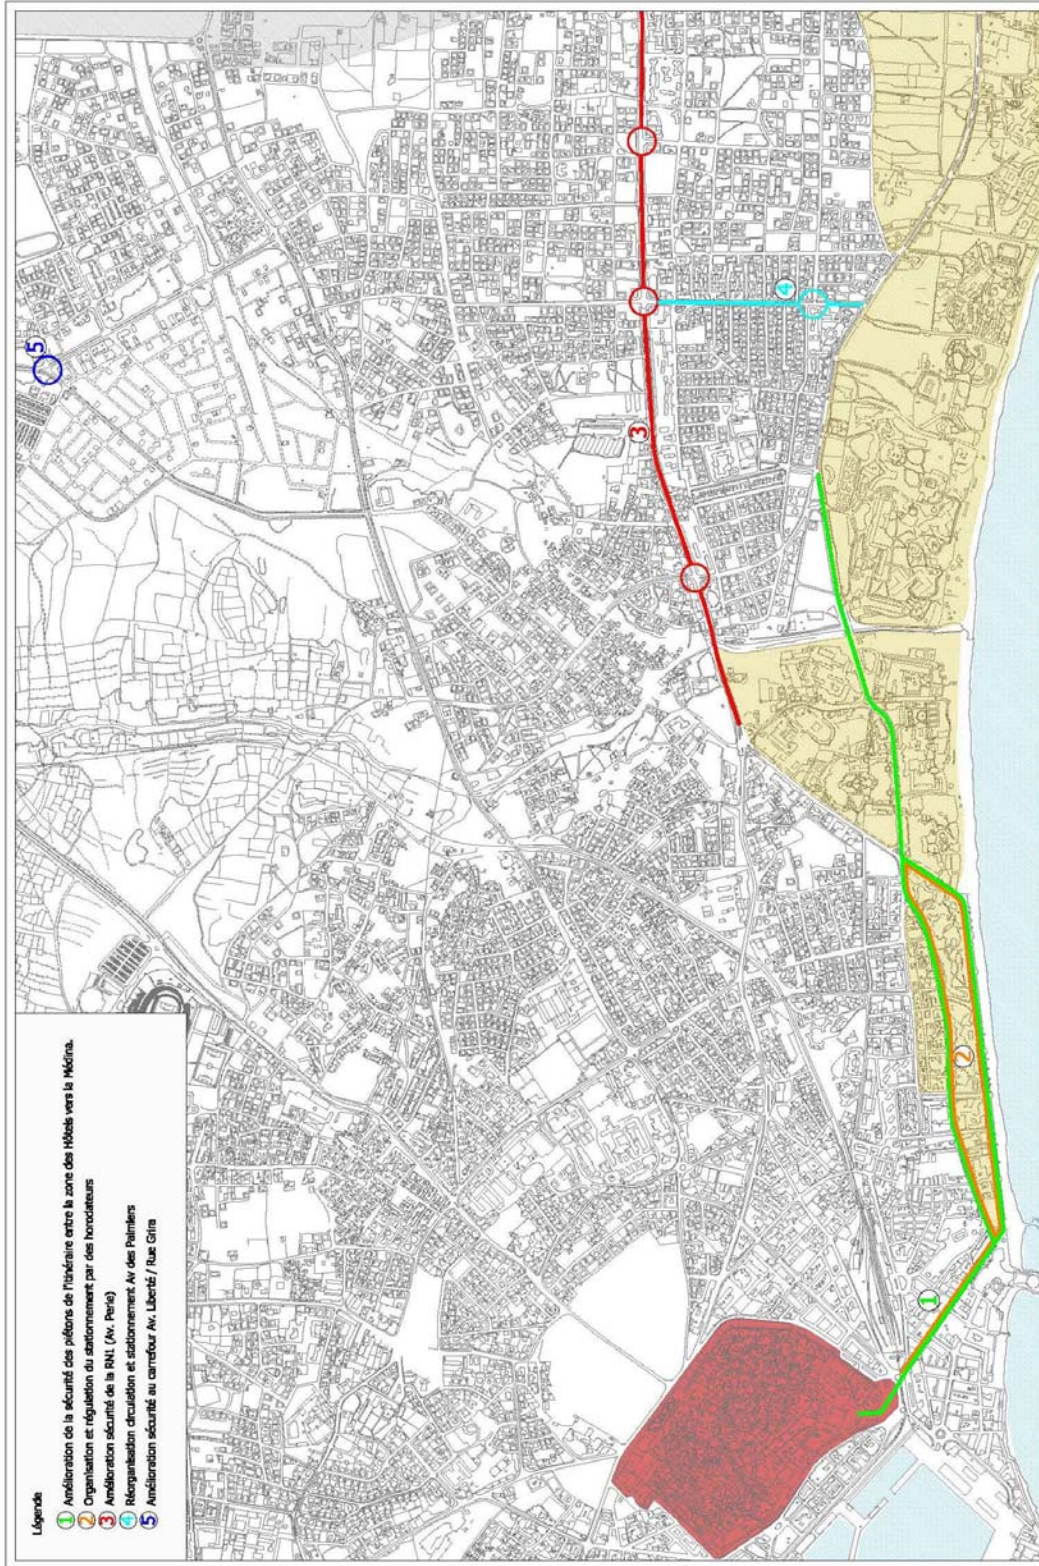 Légende
1 Amélioration de la sécurité des piétons de l'itinéraire entre la zone des Hôtels vers la Médina.
2 Organisation et régulation du stationnement par des horodateurs
3 Amélioration sécurité de la RN1 (Av. Perle)
4 Réorganisation circulation et stationnement Av des Palmiers
5 Amélioration sécurité au carrefour Av. Liberté / Rue Grira
5
4
3
2
1